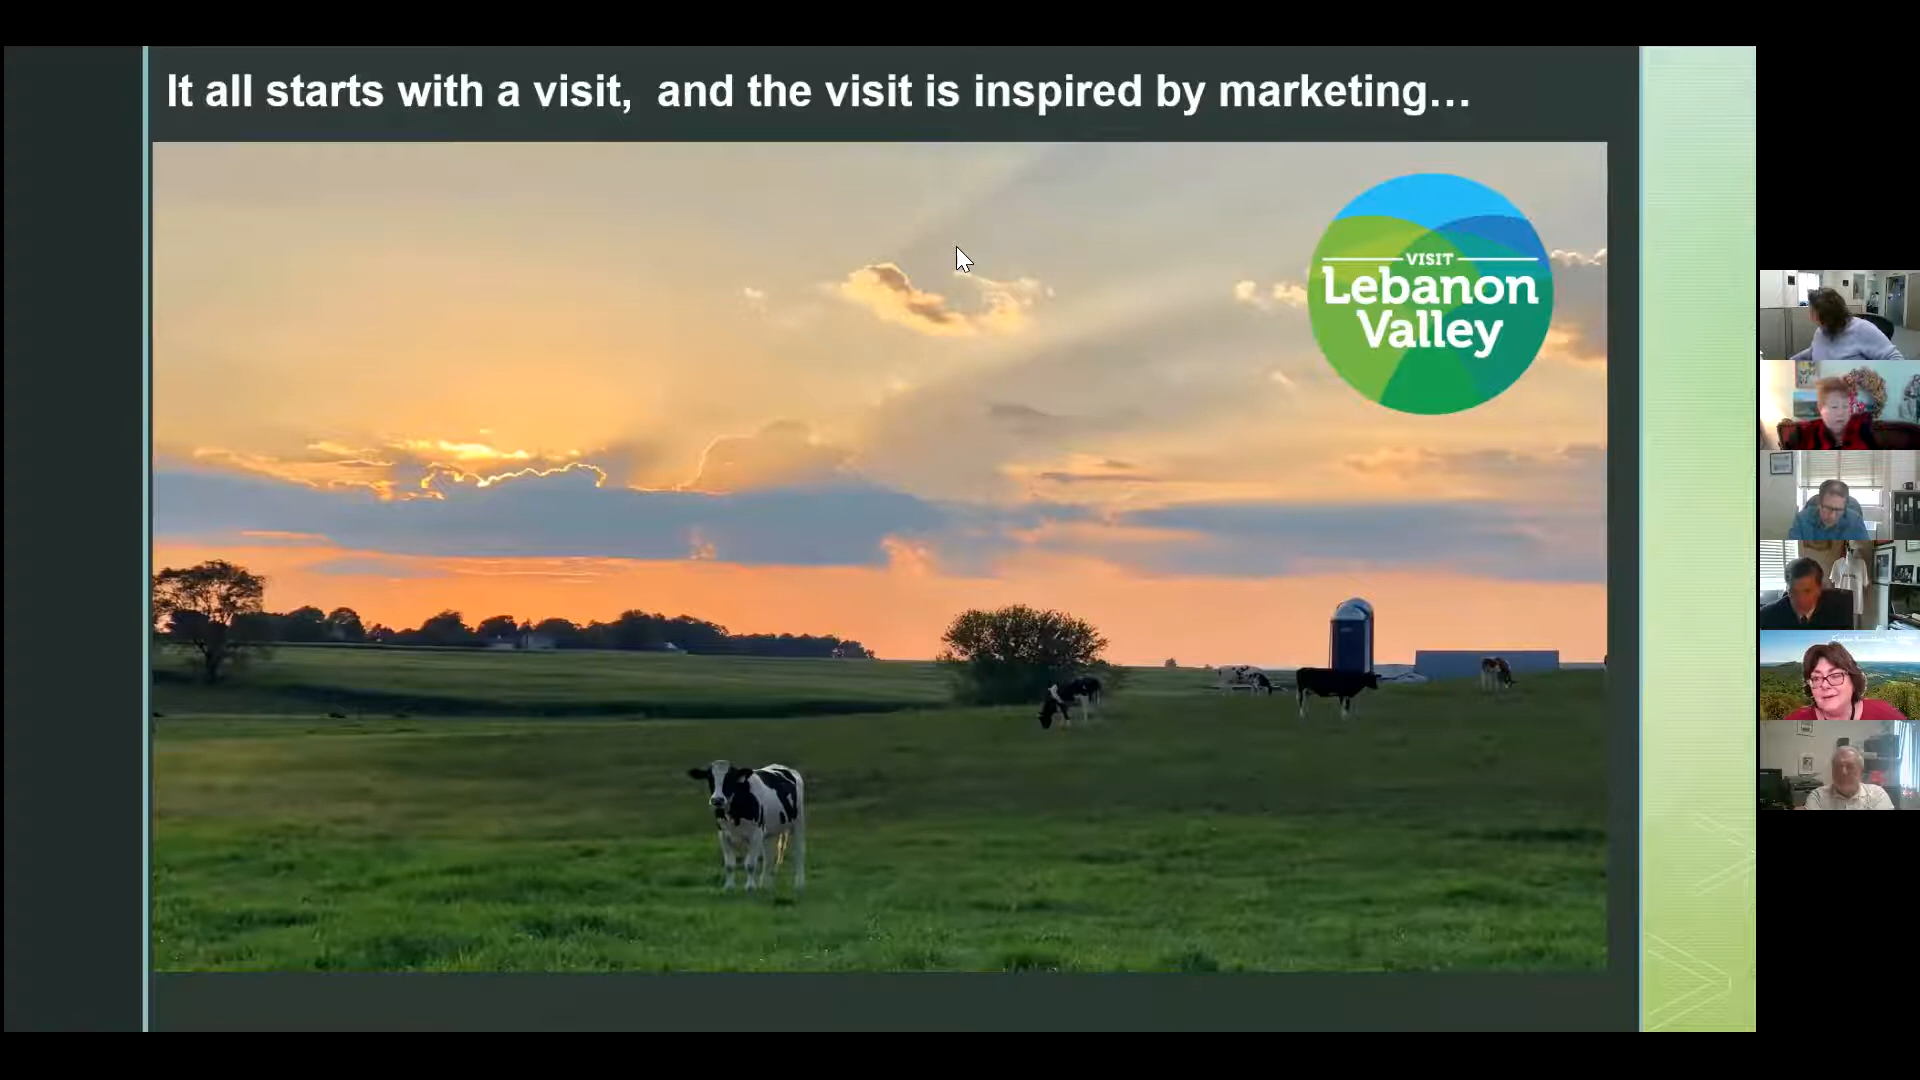 It all starts with a visit, and the visit is inspired by marketing...
VISIT
Lebanon
Valley